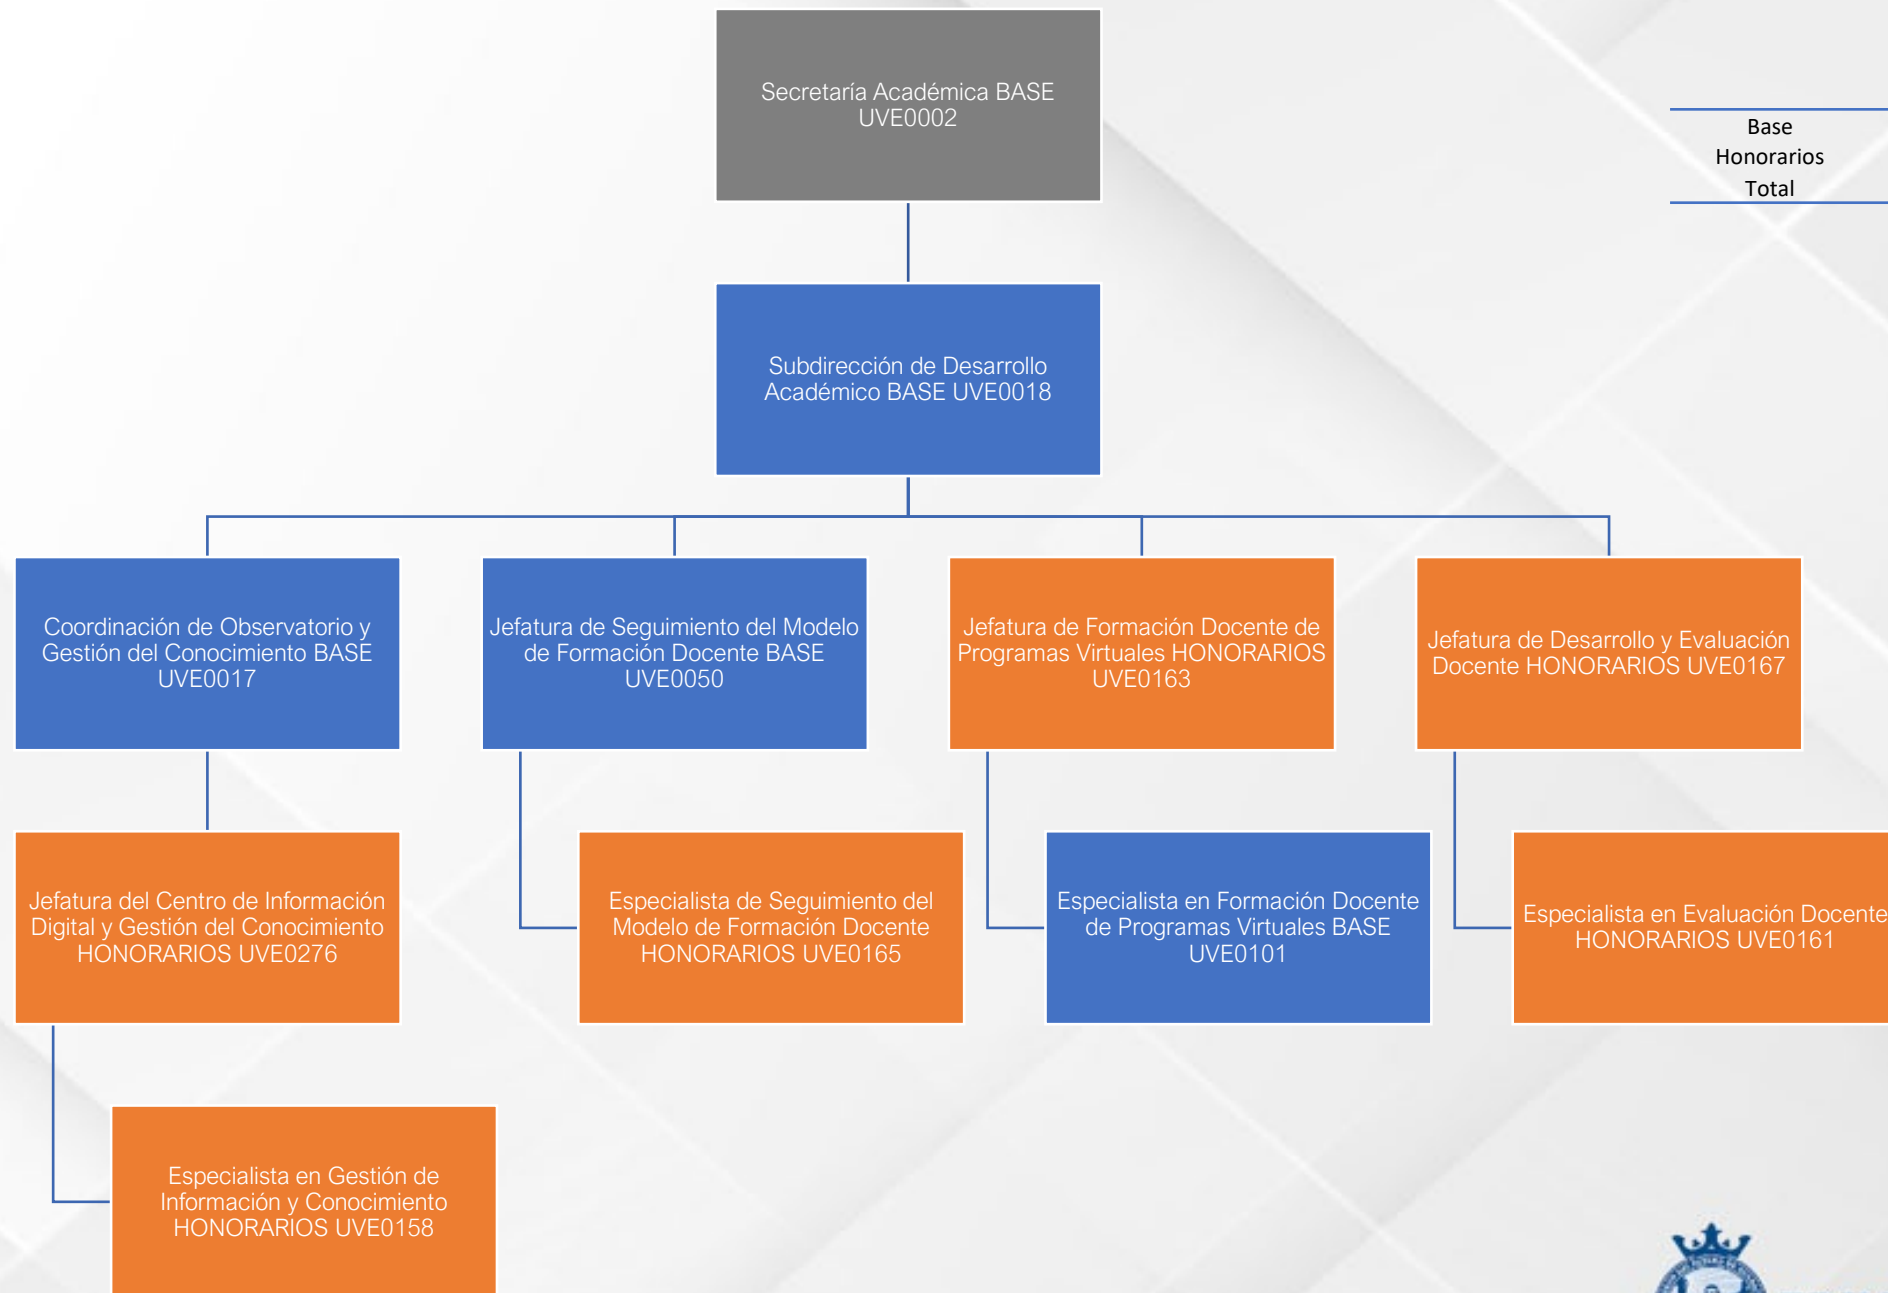 Secretaría Académica BASE
UVE0002
Base
Honorarios
Total
Subdirección de Desarrollo
Académico BASE UVE0018
Coordinación de Observatorio y
Gestión del Conocimiento BASE
UVE0017
Jefatura de Seguimiento del Modelo
de Formación Docente BASE
UVE0050
Jefatura de Formación Docente de
Programas Virtuales HONORARIOS
UVE0163
Jefatura de Desarrollo y Evaluación
Docente HONORARIOS UVE0167
Jefatura del Centro de Información
Digital y Gestión del Conocimiento
HONORARIOS UVE0276
Especialista de Seguimiento del
Modelo de Formación Docente
HONORARIOS UVE0165
Especialista en Formación Docente
de Programas Virtuales BASE
UVE0101
Especialista en Evaluación Docente
HONORARIOS UVE0161
Especialista en Gestión de
Información y Conocimiento
HONORARIOS UVE0158